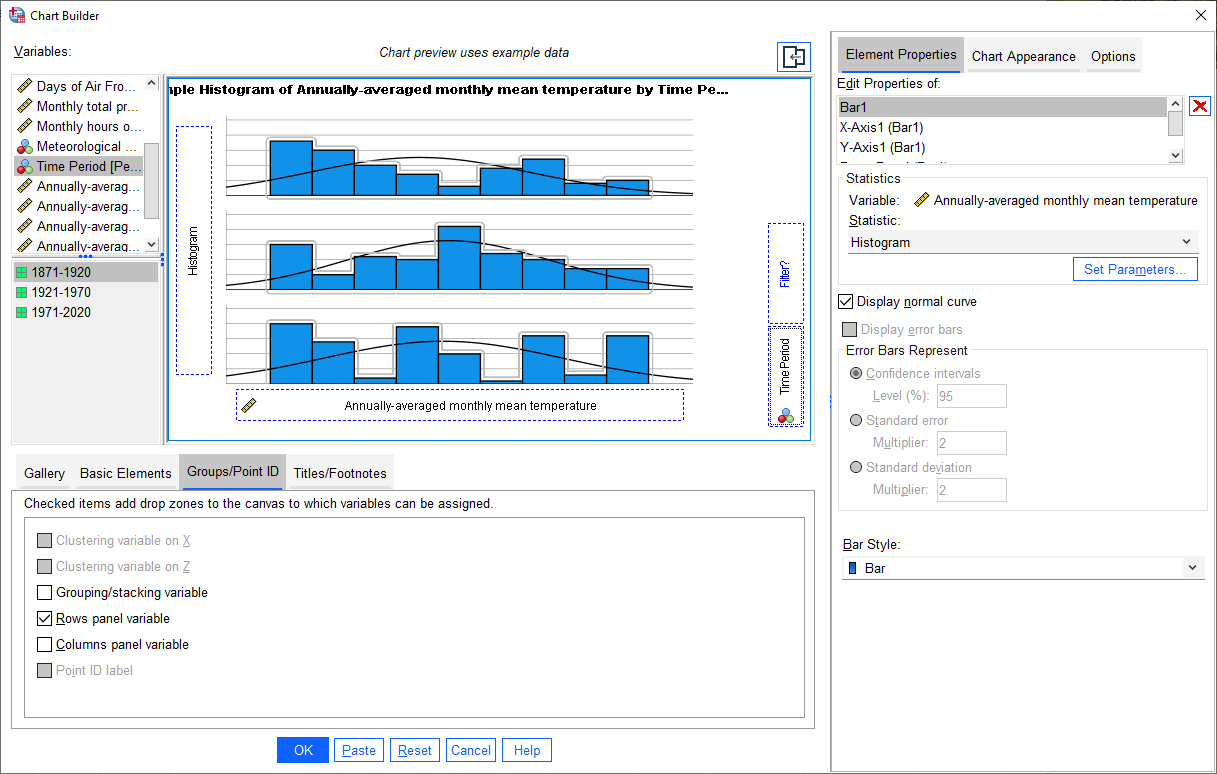 Chart Builder
Variables:
Chart preview uses example data
Days of Air Fro...
Monthly total pr...
Monthly hours o...
Meteorological ...
Time Period [Pe...
Annually-averag...
Annually-averag...
Annually-averag...
Annually-averag...
1871-1920
1921-1970
1971-2020
ple Histogram of Annually-averaged monthly mean temperature by Time Pe...
Histogram
Filter?
Time Period
Annually-averaged monthly mean temperature
Gallery
Basic Elements
Groups/Point ID
Titles/Footnotes
Checked items add drop zones to the canvas to which variables can be assigned.
Clustering variable on X
Clustering variable on Z
Grouping/stacking variable
Rows panel variable
Columns panel variable
Point ID label
OK
Paste
Reset
Cancel
Help
Element Properties
Chart Appearance
Options
Edit Properties of:
Bar1
X-Axis1 (Bar1)
Y-Axis1 (Bar1)
Statistics
Variable: Annually-averaged monthly mean temperature
Statistic:
Histogram
Set Parameters...
Display normal curve
Display error bars
Error Bars Represent
Confidence intervals
Level (%): 95
Standard error
Multiplier: 2
Standard deviation
Multiplier: 2
Bar Style:
Bar